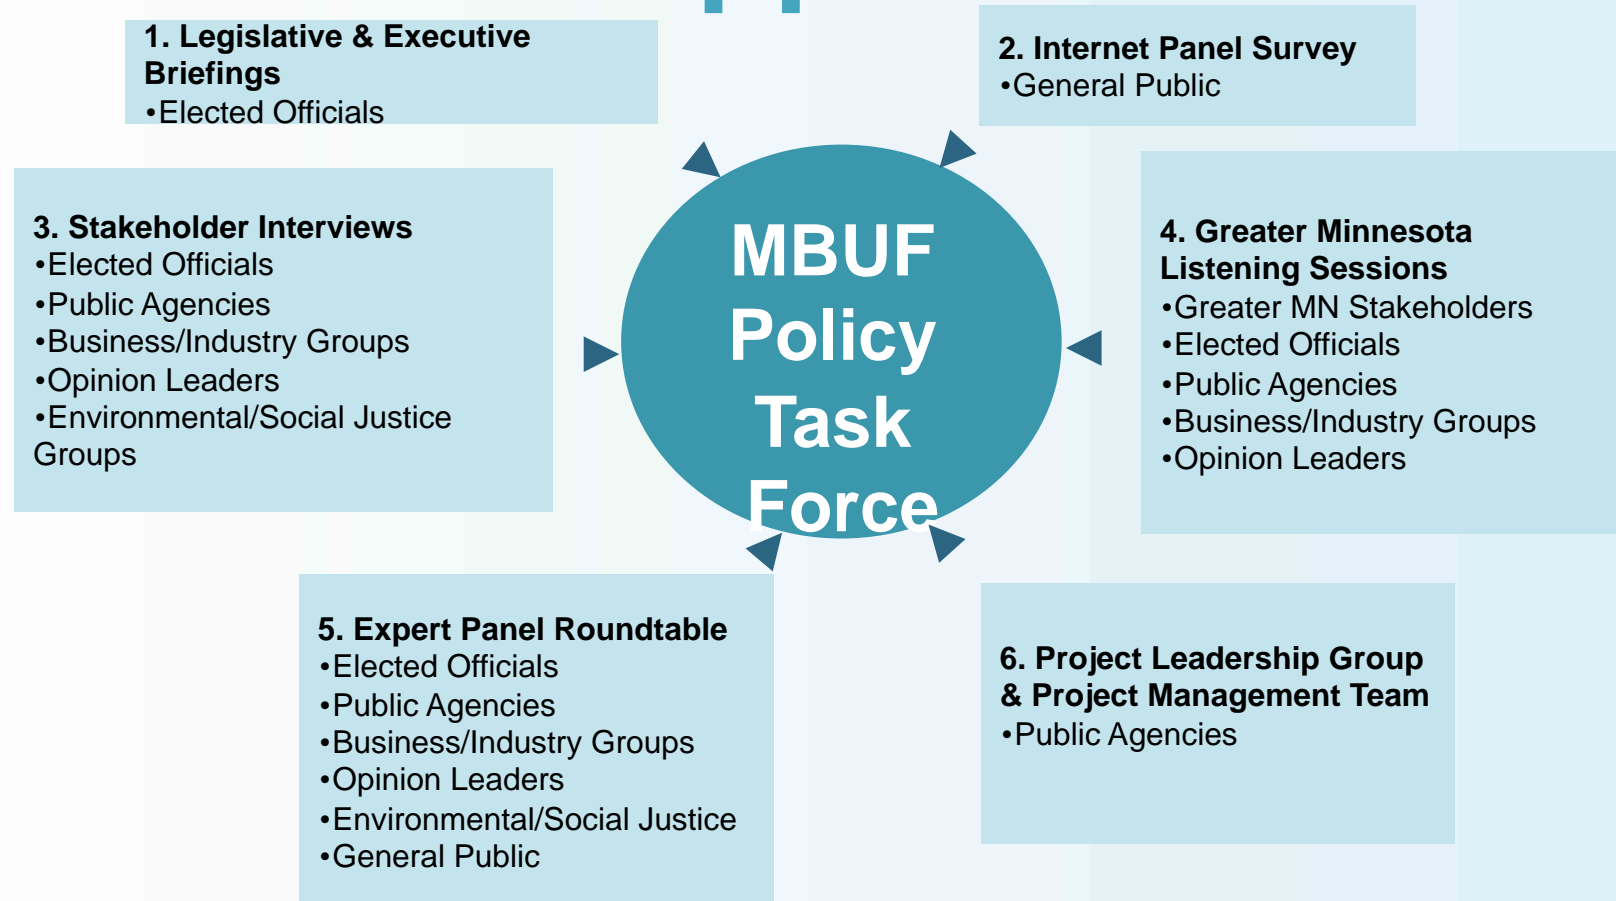 1. Legislative & Executive
Briefings
•Elected Officials
2. Internet Panel Survey
•General Public
3. Stakeholder Interviews
•Elected Officials
•Public Agencies
•Business/Industry Groups
•Opinion Leaders
•Environmental/Social Justice
Groups
MBUF
Policy
Task
Force
4. Greater Minnesota
Listening Sessions
•Greater MN Stakeholders
•Elected Officials
•Public Agencies
•Business/Industry Groups
•Opinion Leaders
5. Expert Panel Roundtable
•Elected Officials
•Public Agencies
•Business/Industry Groups
•Opinion Leaders
•Environmental/Social Justice
•General Public
6. Project Leadership Group
& Project Management Team
•Public Agencies